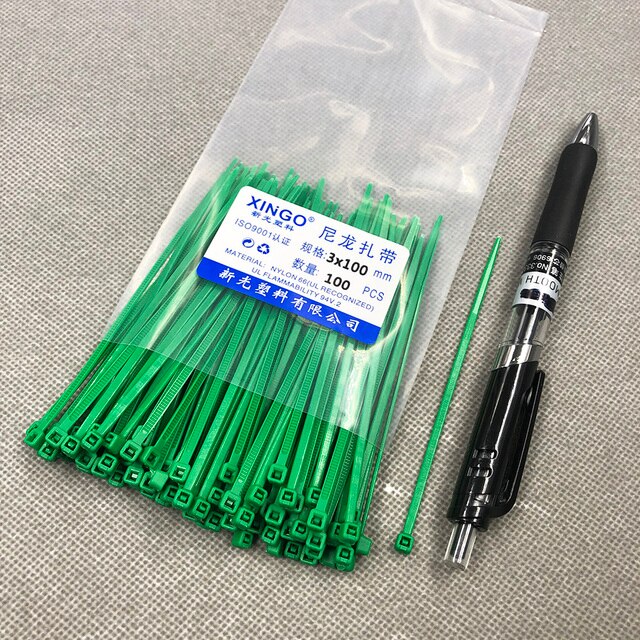 XINGO®
新光塑料
尼龙扎带
ISO9001认证
规格: 3x100 mm
数量: 100 PCS
MATERIAL: NYLON 66(UL RECOGNIZED)
UL FLAMMABILITY 94V-2
新光塑料有限公司